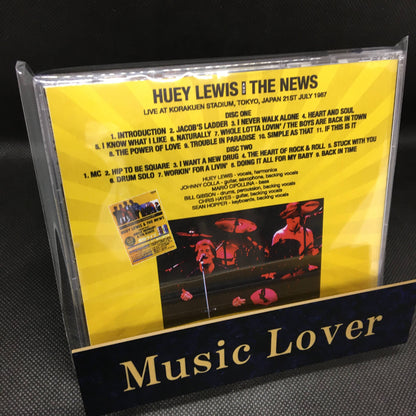 HUEY LEWIS AND THE NEWS
LIVE AT KORAKUEN STADIUM, TOKYO, JAPAN 21ST JULY 1987
DISC ONE
1. INTRODUCTION 2. JACOB'S LADDER 3. I NEVER WALK ALONE 4. HEART AND SOUL
5. I KNOW WHAT I LIKE 6. NATURALLY 7. WHOLE LOTTA LOVIN' / THE BOYS ARE BACK IN TOWN
8. THE POWER OF LOVE 9. TROUBLE IN PARADISE 10. SIMPLE AS THAT 11. IF THIS IS IT
DISC TWO
1. MC 2. HIP TO BE SQUARE 3. I WANT A NEW DRUG 4. THE HEART OF ROCK & ROLL 5. STUCK WITH YOU
6. DRUM SOLO 7. WORKIN' FOR A LIVIN' 8. DOING IT ALL FOR MY BABY 9. BACK IN TIME
HUEY LEWIS - vocals, harmonica
JOHNNY COLLA - guitar, saxophone, backing vocals
MARIO CIPOLLINA - bass
BILL GIBSON - drums, percussion, backing vocals
CHRIS HAYES - guitar, backing vocals
SEAN HOPPER - keyboards, backing vocals
HUEY LEWIS & THE NEWS
Music Lover